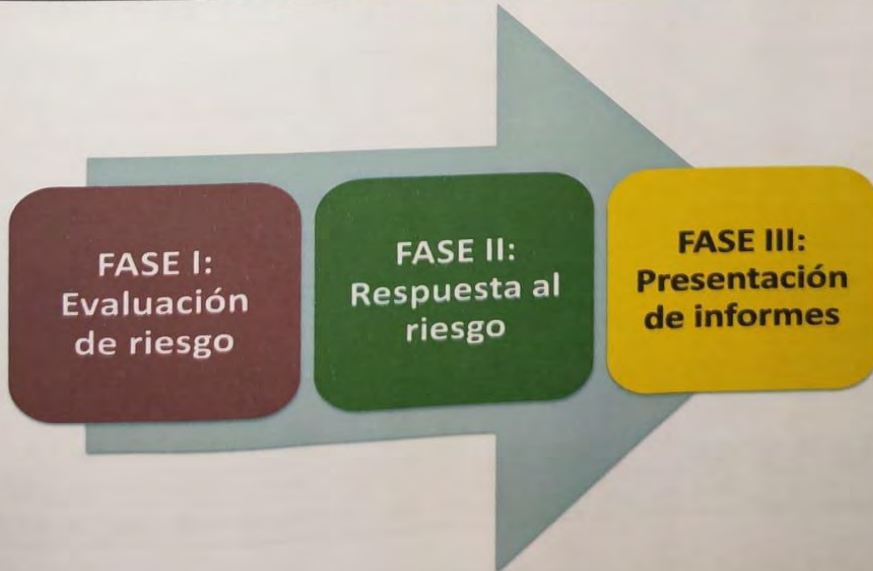 FASE I:
Evaluación
de riesgo
FASE II:
Respuesta al
riesgo
FASE III:
Presentación
de informes